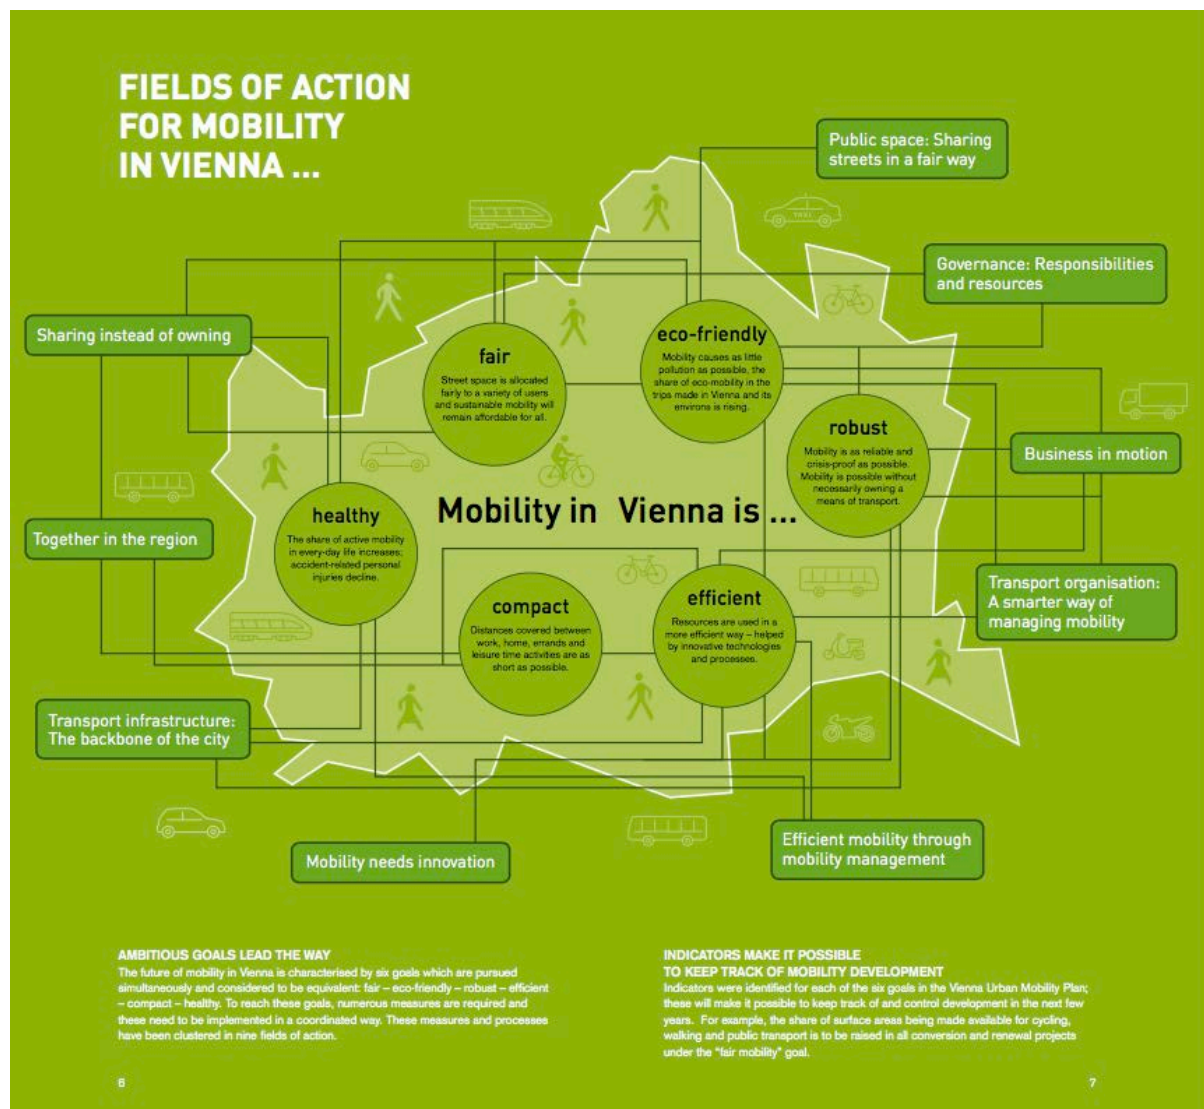 FIELDS OF ACTION
FOR MOBILITY
IN VIENNA ...
Public space: Sharing
streets in a fair way
TAXI
Governance: Responsibilities
and resources
Sharing instead of owning
eco-friendly
Mobility causes as little
pollution as possible, the
share of eco-mobility in the
trips made in Vienna and its
environs is rising.
fair
Street space is allocated
fairly to a variety of users
and sustainable mobility will
remain affordable for all.
robust
Mobility is as reliable and
crisis-proof as possible.
Mobility is possible without
necessarily owning a
means of transport.
Business in motion
Mobility in Vienna is ...
healthy
The share of active mobility
in every-day life increases;
accident-related personal
injuries decline.
Together in the region
compact
Distances covered between
work, home, errands and
leisure time activities are as
short as possible.
efficient
Resources are used in a
more efficient way – helped
by innovative technologies
and processes.
Transport organisation:
A smarter way of
managing mobility
Transport infrastructure:
The backbone of the city
Mobility needs innovation
Efficient mobility through
mobility management
AMBITIOUS GOALS LEAD THE WAY
The future of mobility in Vienna is characterised by six goals which are pursued
simultaneously and considered to be equivalent: fair – eco-friendly – robust – efficient
– compact – healthy. To reach these goals, numerous measures are required and
these need to be implemented in a coordinated way. These measures and processes
have been clustered in nine fields of action.
INDICATORS MAKE IT POSSIBLE
TO KEEP TRACK OF MOBILITY DEVELOPMENT
Indicators were identified for each of the six goals in the Vienna Urban Mobility Plan;
these will make it possible to keep track of and control development in the next few
years. For example, the share of surface areas being made available for cycling,
walking and public transport is to be raised in all conversion and renewal projects
under the "fair mobility" goal.
6
7